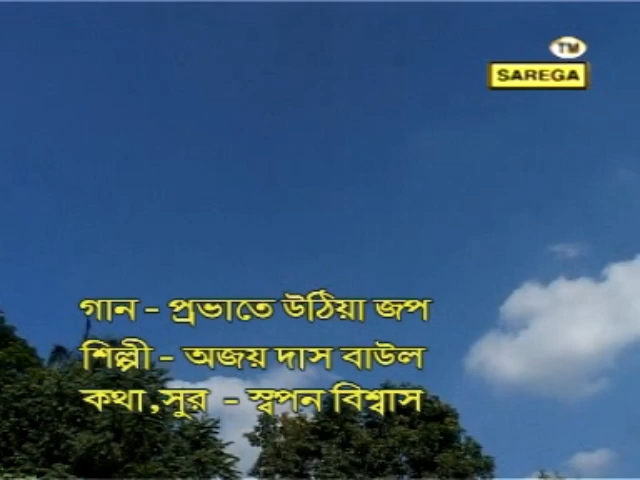 TM
SAREGA
গান - প্রভাতে উঠিয়া জপ
শিল্পী - অজয় দাস বাউল
কথা,সুর - স্বপন বিশ্বাস